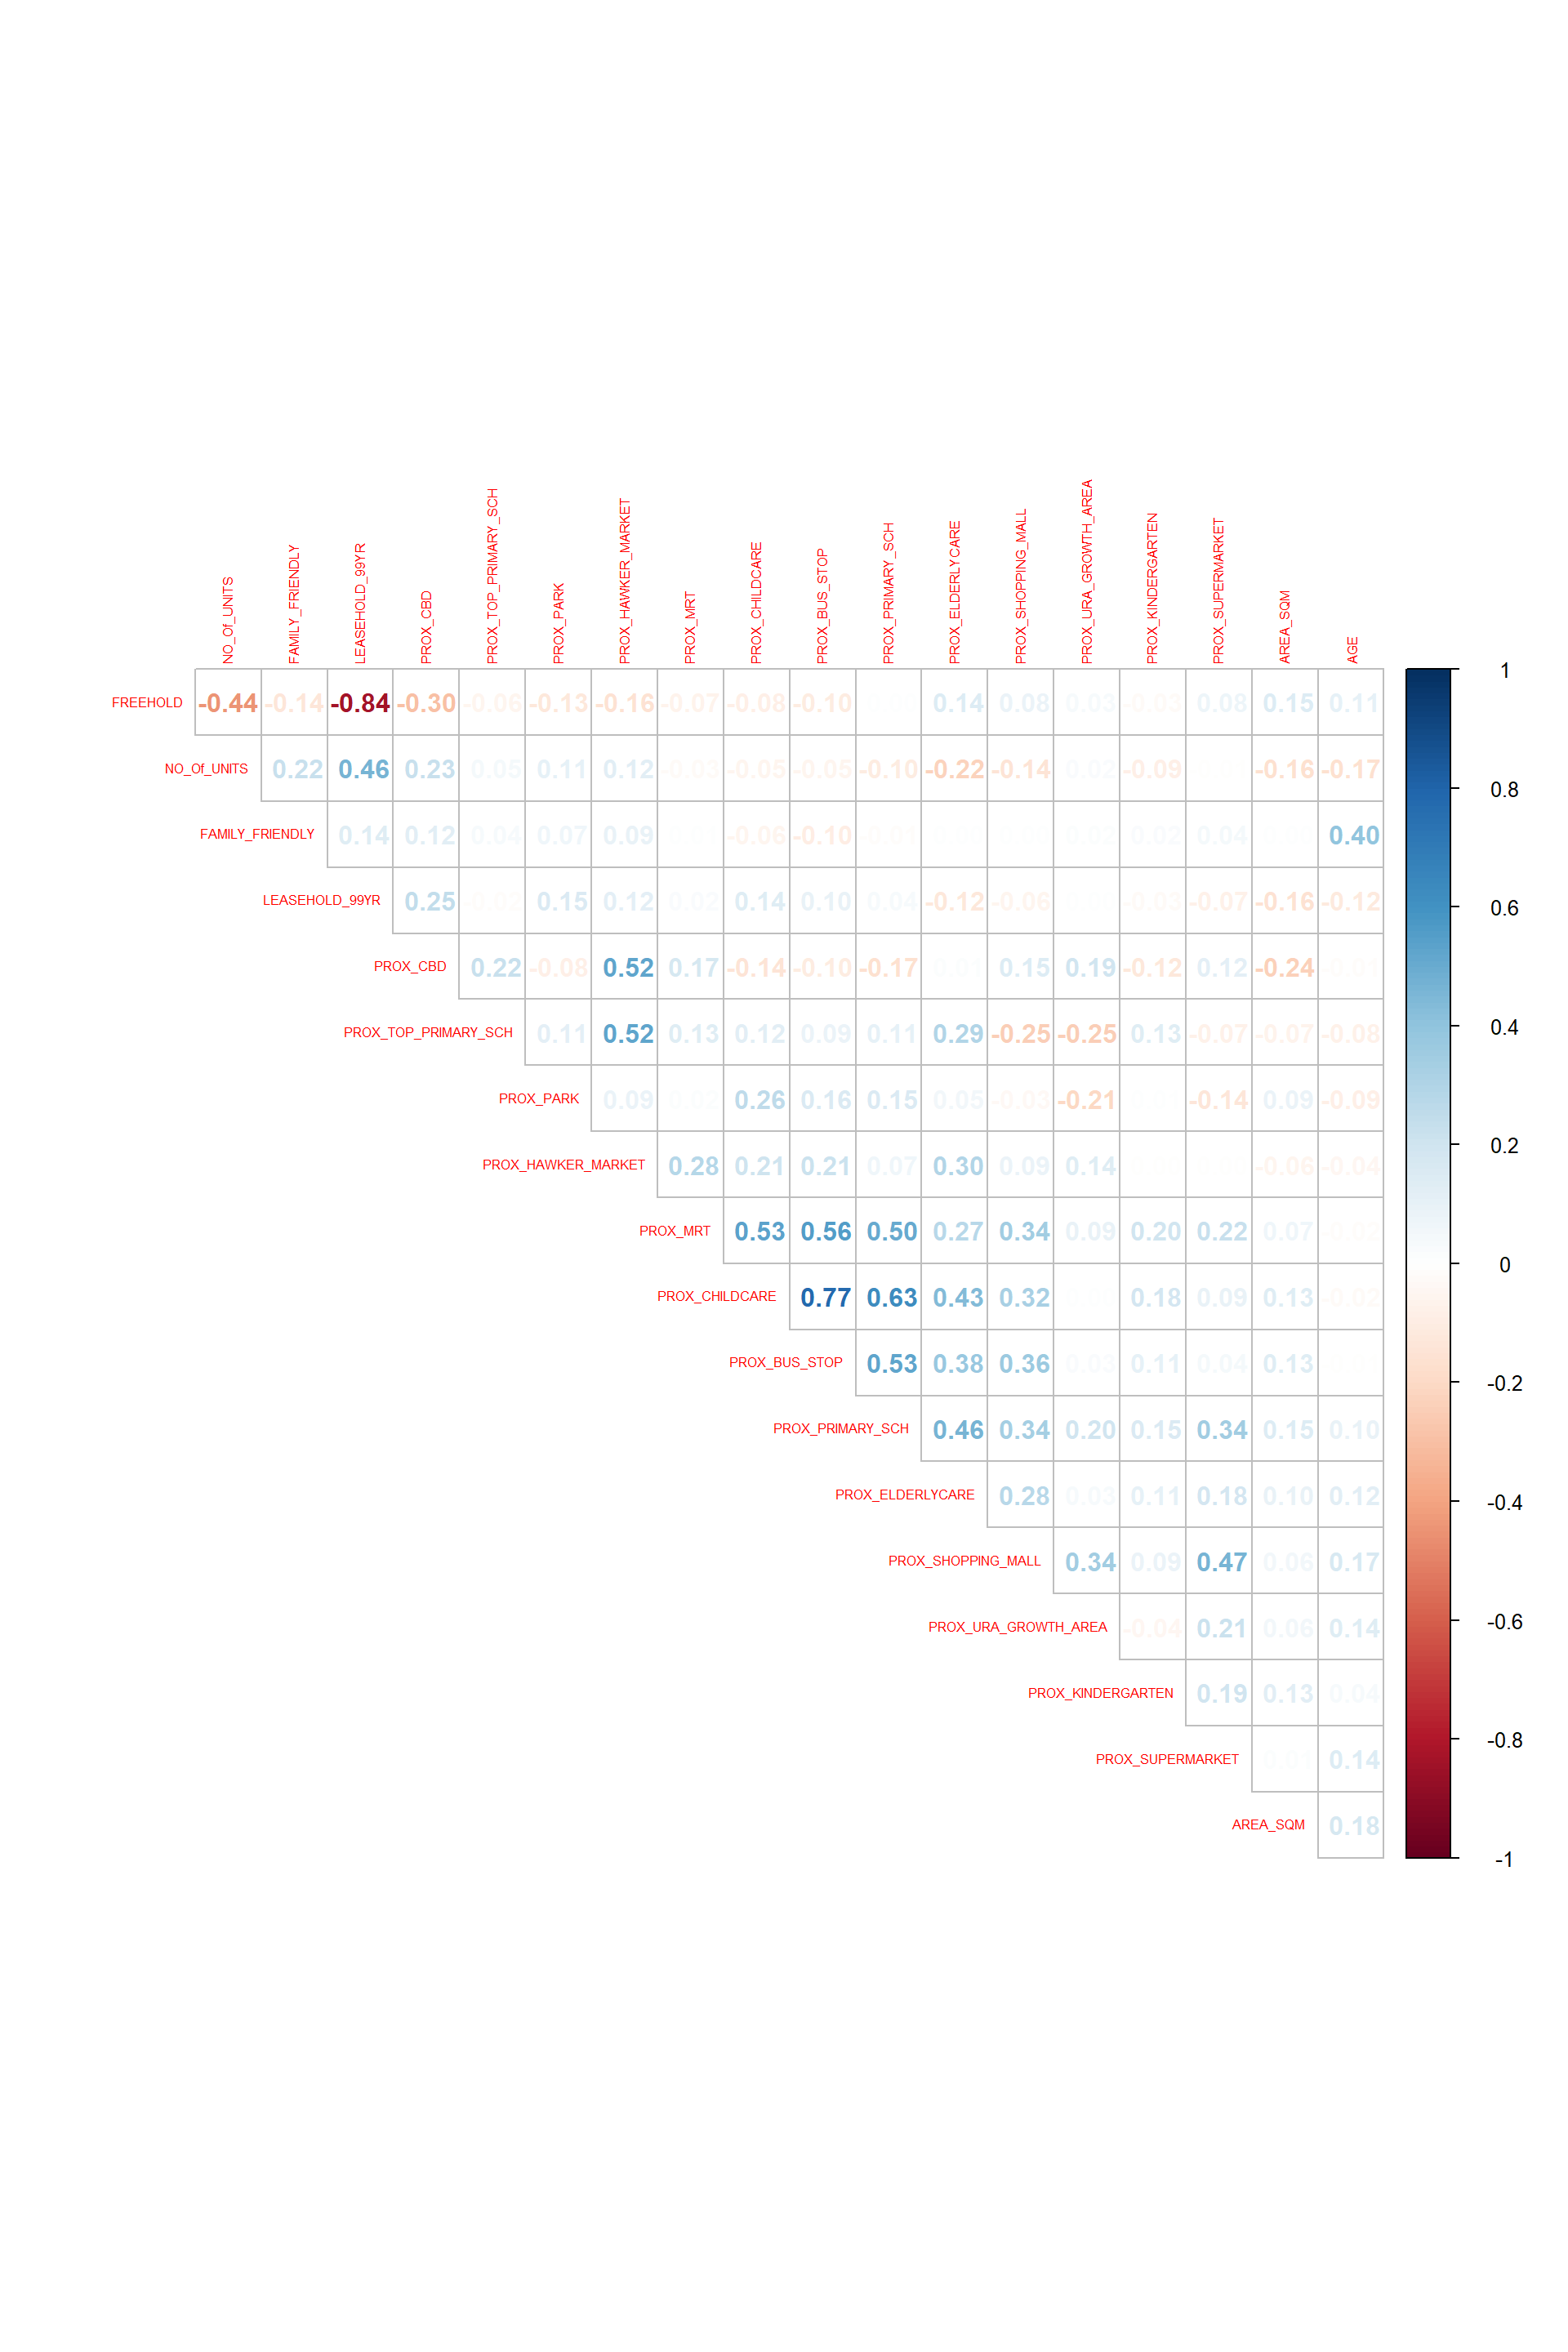 NO_Of_UNITS FAMILY_FRIENDLY LEASEHOLD_99YR PROX_CBD PROX_TOP_PRIMARY_SCH PROX_PARK PROX_HAWKER_MARKET PROX_MRT PROX_CHILDCARE PROX_BUS_STOP PROX_PRIMARY_SCH PROX_ELDERLYCARE PROX_SHOPPING_MALL PROX_URA_GROWTH_AREA PROX_KINDERGARTEN PROX_SUPERMARKET AREA_SQM AGE
FREEHOLD -0.44 -0.14 -0.84 -0.30 -0.06 -0.13 -0.16 -0.07 -0.08 -0.10 0.14 0.08 0.03 -0.03 0.08 0.15 0.11
NO_Of_UNITS 0.22 0.46 0.23 0.05 0.11 0.12 -0.03 -0.05 -0.05 -0.10 -0.22 -0.14 0.02 -0.09 -0.16 -0.17
FAMILY_FRIENDLY 0.14 0.12 0.04 0.07 0.09 -0.06 -0.10 -0.01 0.02 0.02 0.04 0.40
LEASEHOLD_99YR 0.25 -0.02 0.15 0.12 0.02 0.14 0.10 0.04 -0.12 -0.06 -0.03 -0.07 -0.16 -0.12
PROX_CBD 0.22 -0.08 0.52 0.17 -0.14 -0.10 -0.17 0.01 0.15 0.19 -0.12 0.12 -0.24 0.01
PROX_TOP_PRIMARY_SCH 0.11 0.52 0.13 0.12 0.09 0.11 0.29 -0.25 -0.25 0.13 -0.07 -0.07 -0.08
PROX_PARK 0.09 0.02 0.26 0.16 0.15 0.05 -0.03 -0.21 -0.14 0.09 -0.09
PROX_HAWKER_MARKET 0.28 0.21 0.21 0.07 0.30 0.09 0.14 -0.06 -0.04
PROX_MRT 0.53 0.56 0.50 0.27 0.34 0.09 0.20 0.22 0.07 -0.02
PROX_CHILDCARE 0.77 0.63 0.43 0.32 0.18 0.09 0.13 -0.02
PROX_BUS_STOP 0.53 0.38 0.36 0.03 0.11 0.04 0.13
PROX_PRIMARY_SCH 0.46 0.34 0.20 0.15 0.34 0.15 0.10
PROX_ELDERLYCARE 0.28 0.03 0.11 0.18 0.10 0.12
PROX_SHOPPING_MALL 0.34 0.09 0.47 0.06 0.17
PROX_URA_GROWTH_AREA -0.04 0.21 0.06 0.14
PROX_KINDERGARTEN 0.19 0.13 0.04
PROX_SUPERMARKET 0.01 0.14
AREA_SQM 0.18
1
0.8
0.6
0.4
0.2
0
-0.2
-0.4
-0.6
-0.8
-1